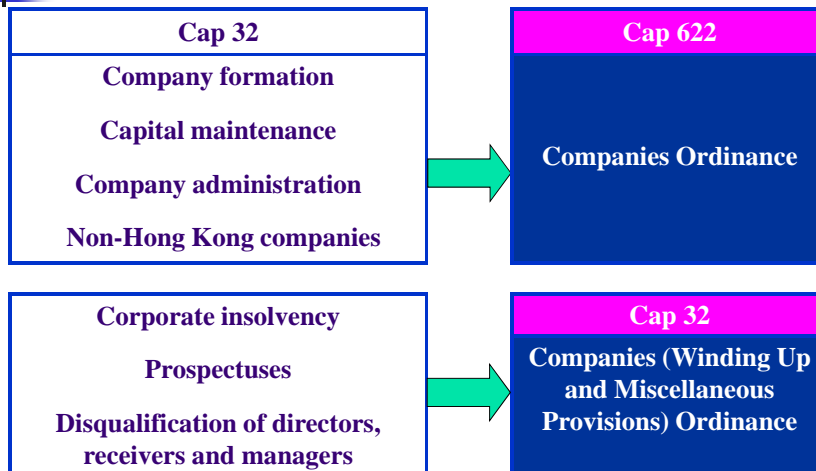 Cap 32
Company formation
Capital maintenance
Company administration
Non-Hong Kong companies
Cap 622
Companies Ordinance
Corporate insolvency
Prospectuses
Disqualification of directors,
receivers and managers
Cap 32
Companies (Winding Up
and Miscellaneous
Provisions) Ordinance